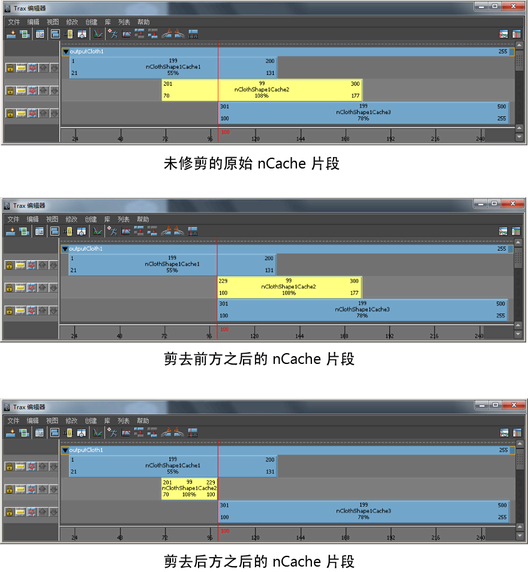 Trax 编辑器
文件 编辑 视图 修改 创建 库 列表 帮助
outputCloth1 255
1 199 200
nClothShape1Cache1
21 55% 131
201 99 300
nClothShape1Cache2
70 108% 177
301 199 500
nClothShape1Cache3
100 78% 255
100
24 48 72 96 120 144 168 192 216 240
未修剪的原始 nCache 片段
Trax 编辑器
文件 编辑 视图 修改 创建 库 列表 帮助
outputCloth1 255
1 199 200
nClothShape1Cache1
21 55% 131
229 99 300
nClothShape1Cache2
100 108% 177
301 199 500
nClothShape1Cache3
100 78% 255
100
24 48 72 96 120 144 168 192 216 240
剪去前方之后的 nCache 片段
Trax 编辑器
文件 编辑 视图 修改 创建 库 列表 帮助
outputCloth1 255
1 199 200
nClothShape1Cache1
21 55% 131
201 99 229
nClothShape1Cache2
70 108% 100
301 199 500
nClothShape1Cache3
100 78% 255
100
24 48 72 96 120 144 168 192 216 240
剪去后方之后的 nCache 片段